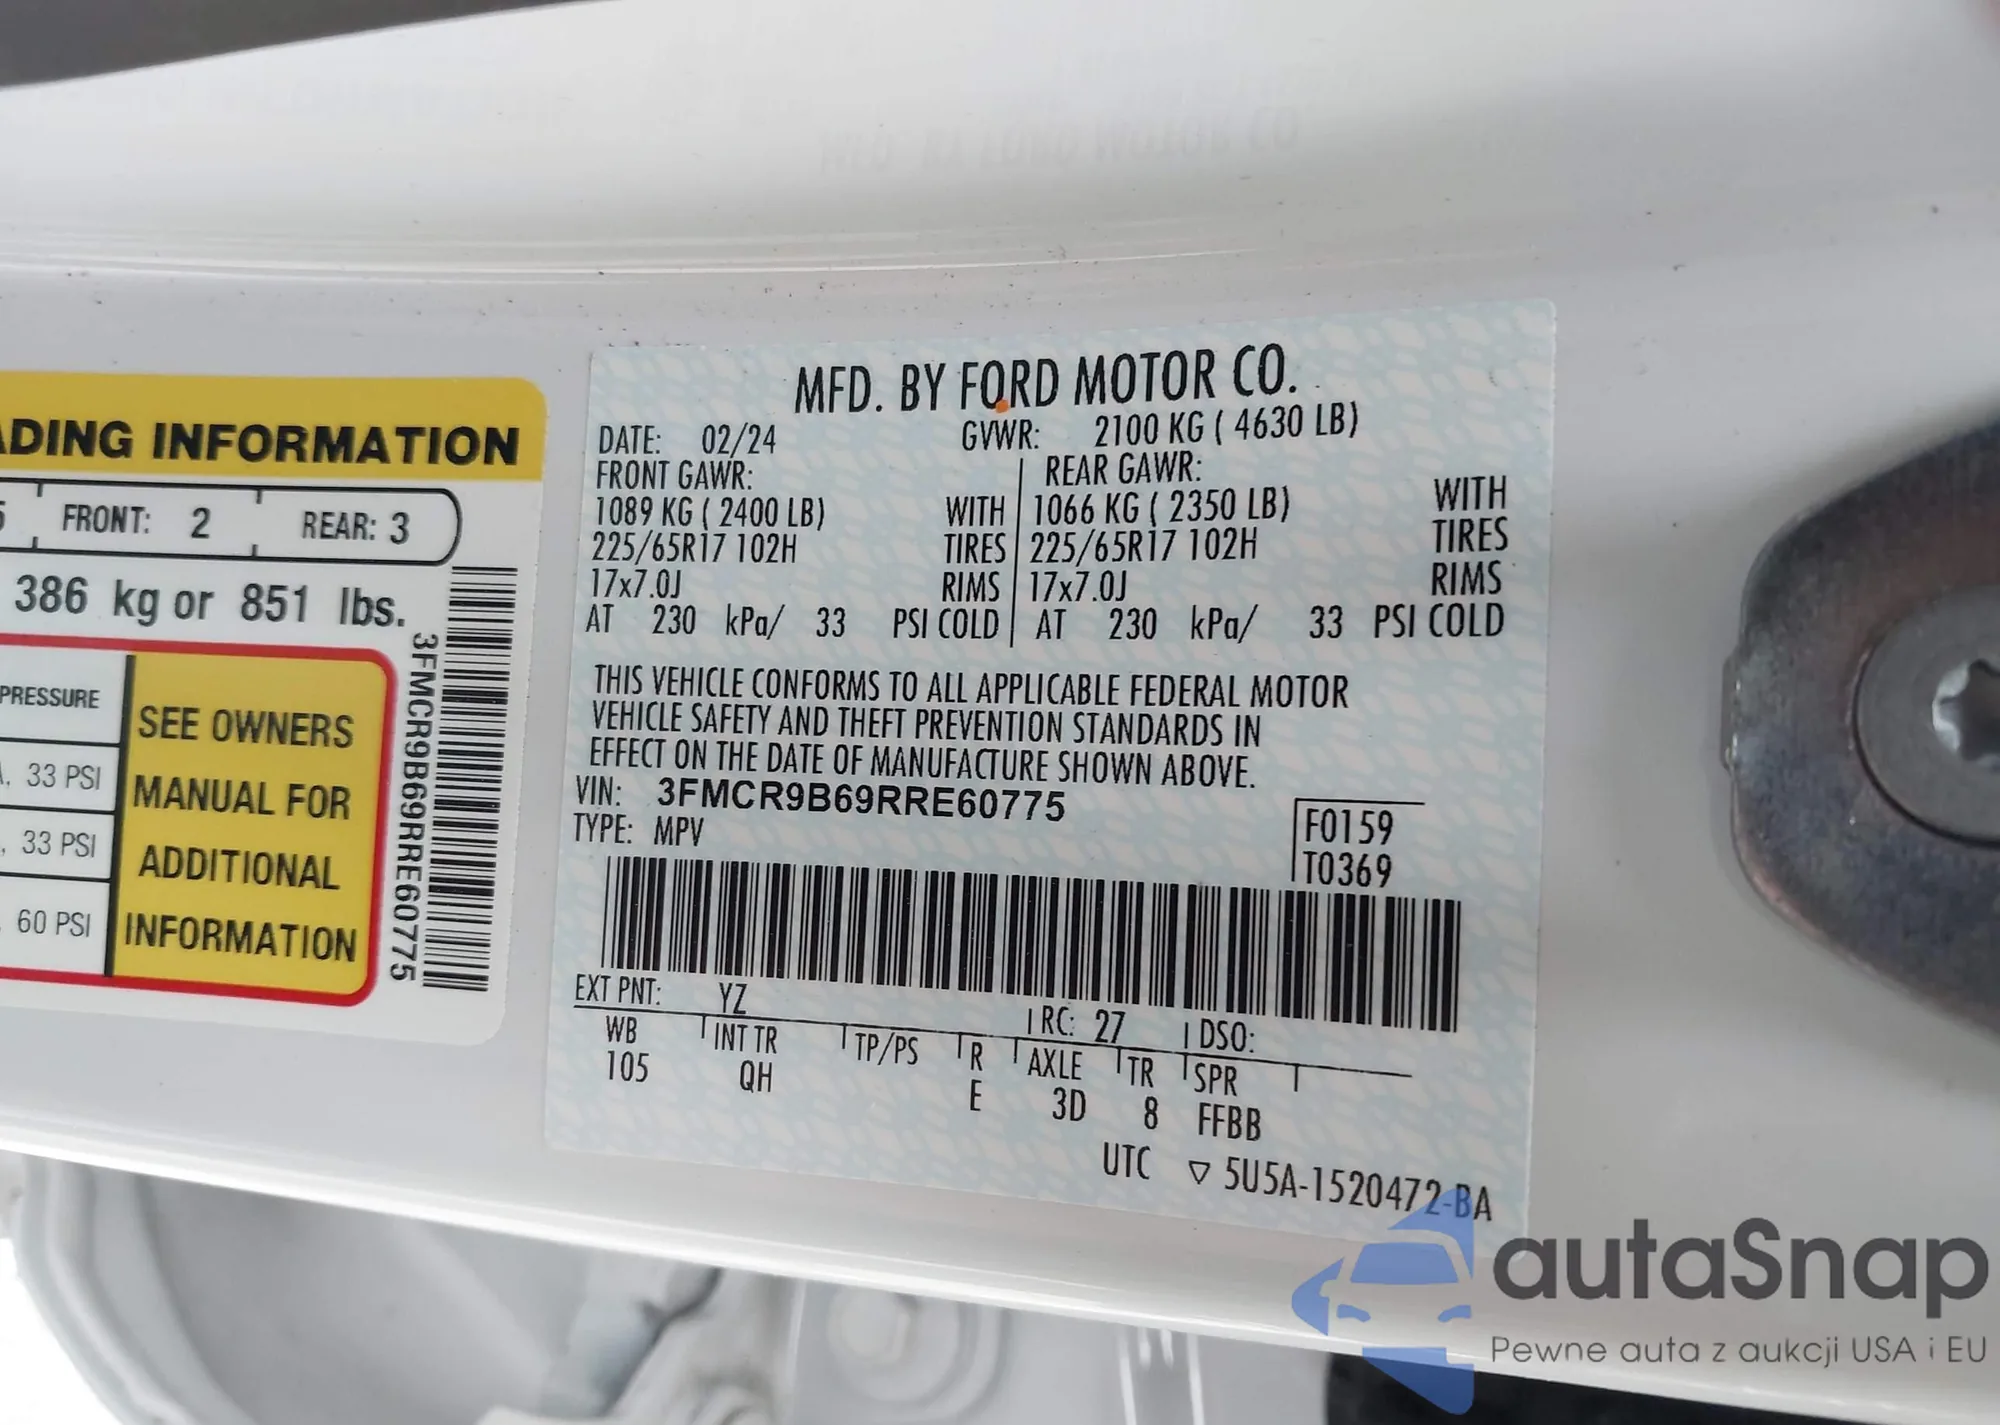 ADING INFORMATION
FRONT: 2 REAR: 3
386 kg or 851 lbs.
PRESSURE
33 PSI
33 PSI
60 PSI
SEE OWNERS
MANUAL FOR
ADDITIONAL
INFORMATION
3FMCR9B69RRE60775
MFD. BY FORD MOTOR CO.
DATE: 02/24 GVWR: 2100 KG ( 4630 LB)
FRONT GAWR: REAR GAWR:
1089 KG ( 2400 LB) WITH 1066 KG ( 2350 LB) WITH
225/65R17 102H TIRES 225/65R17 102H TIRES
17x7.0J RIMS 17x7.0J RIMS
AT 230 kPa/ 33 PSI COLD AT 230 kPa/ 33 PSI COLD
THIS VEHICLE CONFORMS TO ALL APPLICABLE FEDERAL MOTOR
VEHICLE SAFETY AND THEFT PREVENTION STANDARDS IN
EFFECT ON THE DATE OF MANUFACTURE SHOWN ABOVE.
VIN: 3FMCR9B69RRE60775
TYPE: MPV
F0159
T0369
EXT PNT: YZ RC: 27 DSO:
WB INT TR TP/PS R AXLE TR SPR
105 QH E 3D 8 FFBB
UTC ▽ 5U5A-1520472-BA
autaSnap
Pewne auta z aukcji USA i EU